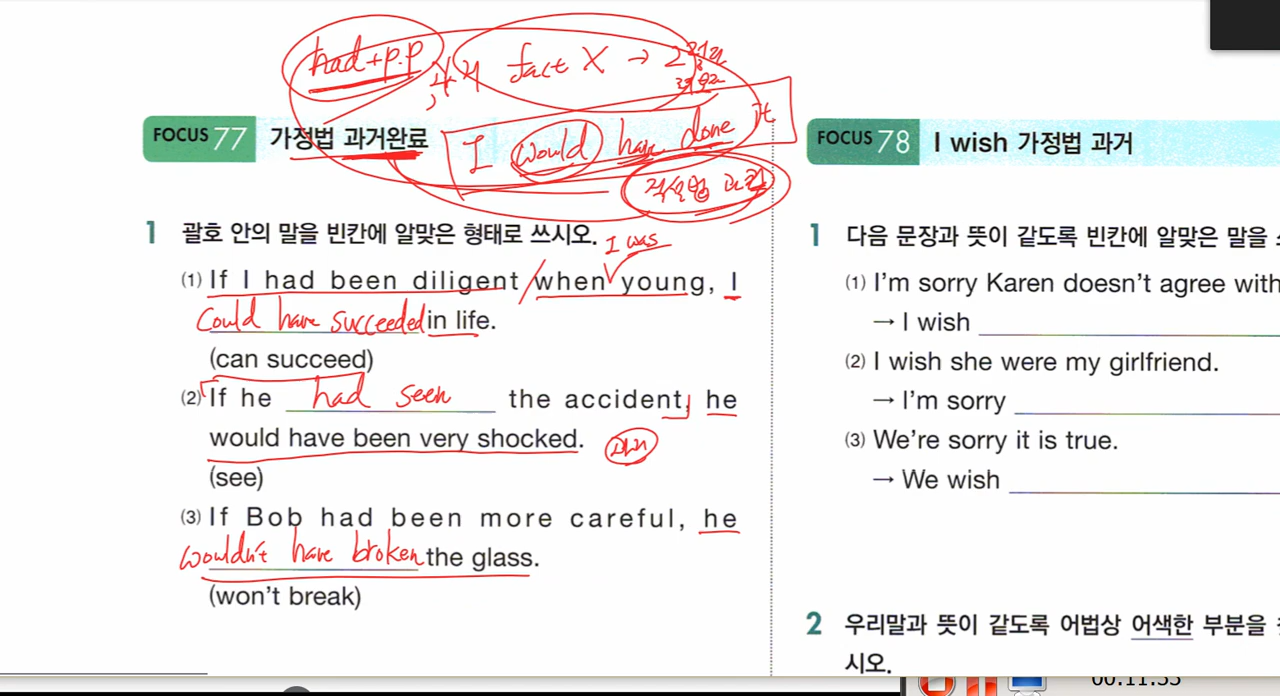 had+p.p
fact X →
I would have done it
FOCUS 77 가정법 과거완료
1 괄호 안의 말을 빈칸에 알맞은 형태로 쓰시오.
I was
(1) If I had been diligent when young, I
Could have succeeded in life.
(can succeed)
(2) If he had seen the accident, he
would have been very shocked.
(see)
(3) If Bob had been more careful, he
wouldn't have broken the glass.
(won't break)
FOCUS 78 I wish 가정법 과거
1 다음 문장과 뜻이 같도록 빈칸에 알맞은 말을
(1) I'm sorry Karen doesn't agree with
→ I wish
(2) I wish she were my girlfriend.
→ I'm sorry
(3) We're sorry it is true.
→ We wish
2 우리말과 뜻이 같도록 어법상 어색한 부분을
시오.
00:11:55